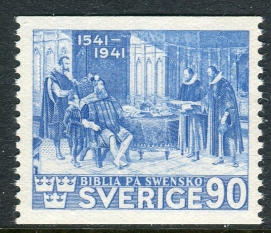 1541-
1941
BIBLIA PÅ SWENSKO
SVERIGE 90